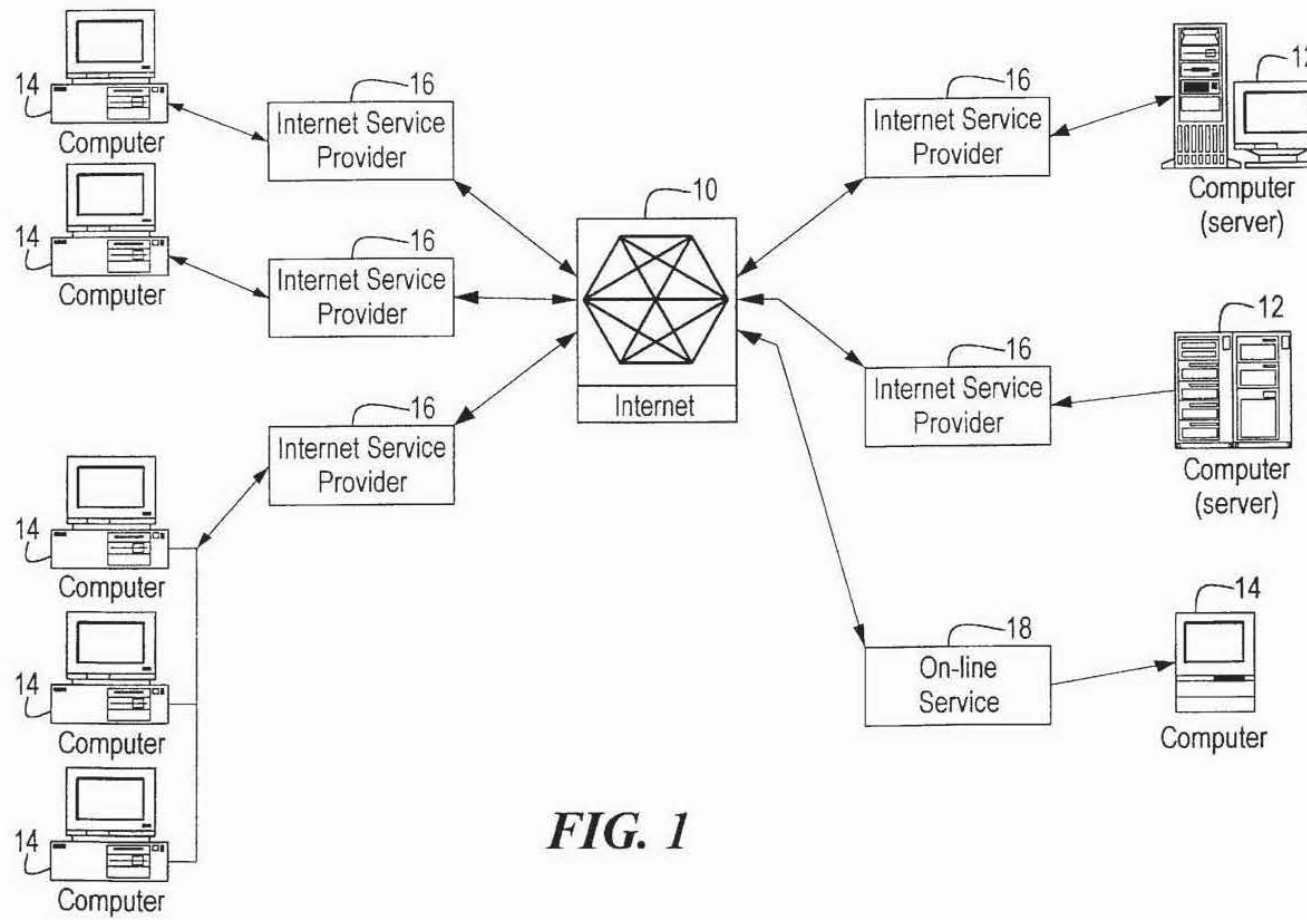 14
Computer
16
Internet Service
Provider
14
Computer
16
Internet Service
Provider
16
Internet Service
Provider
14
Computer
14
Computer
14
Computer
10
Internet
16
Internet Service
Provider
12
Computer
(server)
16
Internet Service
Provider
12
Computer
(server)
18
On-line
Service
14
Computer
FIG. 1